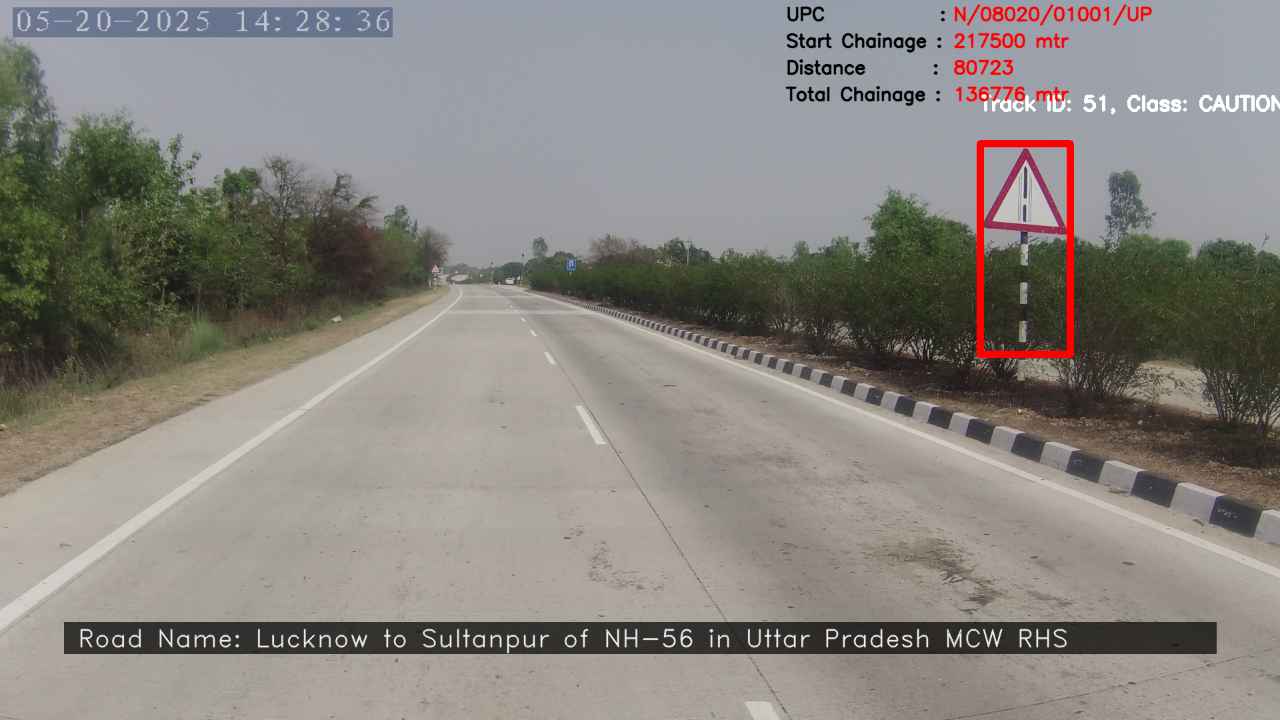 05-20-2025 14:28:36
UPC : N/08020/01001/UP
Start Chainage : 217500 mtr
Distance : 80723
Total Chainage : 136776 mtr
Track ID: 51, Class: CAUTION
Road Name: Lucknow to Sultanpur of NH-56 in Uttar Pradesh MCW RHS